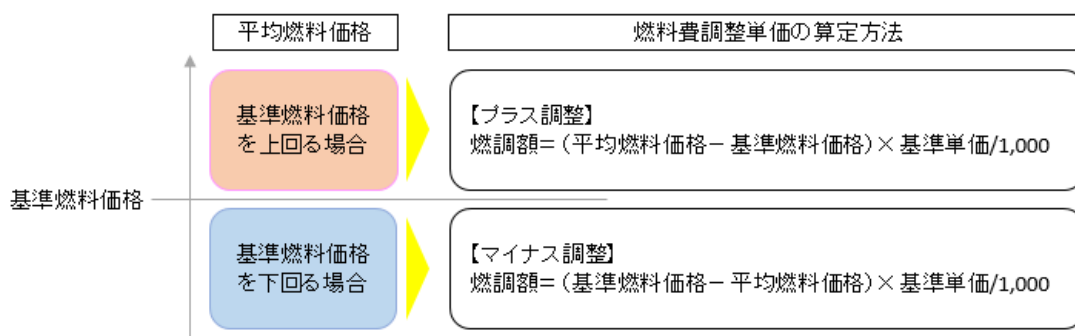 平均燃料価格
燃料費調整単価の算定方法
基準燃料価格
を上回る場合
【プラス調整】
燃調額=(平均燃料価格-基準燃料価格)×基準単価/1,000
基準燃料価格
基準燃料価格
を下回る場合
【マイナス調整】
燃調額=(基準燃料価格-平均燃料価格)×基準単価/1,000